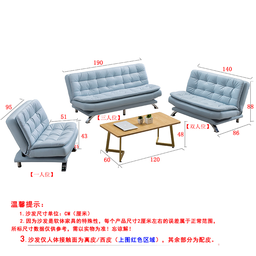 190
140
95
51
43
【一人位】
【三人位】
48
【双人位】
88
86
60
120
温馨提示：
1.沙发尺寸单位：CM（厘米）
2.因为沙发是软体家具的特殊性，每个产品尺寸2厘米左右的误差属于正常范围。
所标尺寸数据仅供参考，需以实物为准！忘谅解！
3.沙发仅人体接触面为真皮/西皮（上图红色区域）。其余部分为配皮。